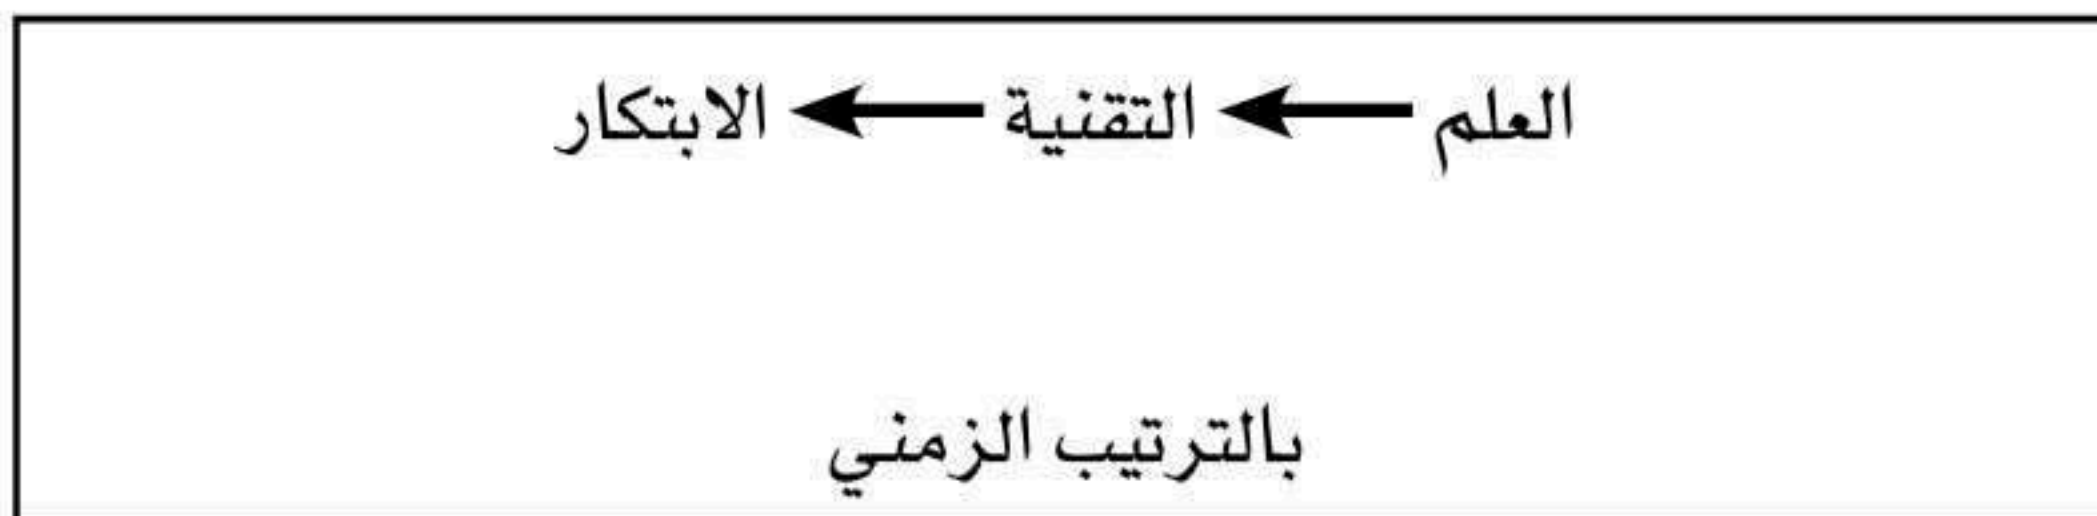 العلم ← التقنية ← الابتكار
بالترتيب الزمني